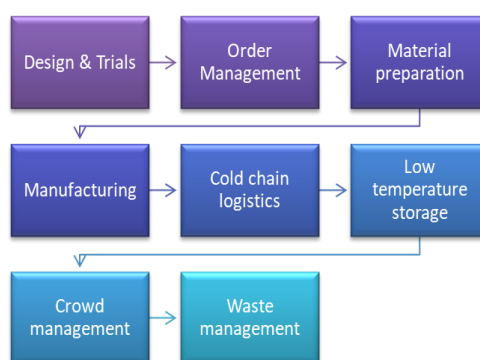 Design & Trials
Order
Management
Material
preparation
Manufacturing
Cold chain
logistics
Low
temperature
storage
Crowd
management
Waste
management